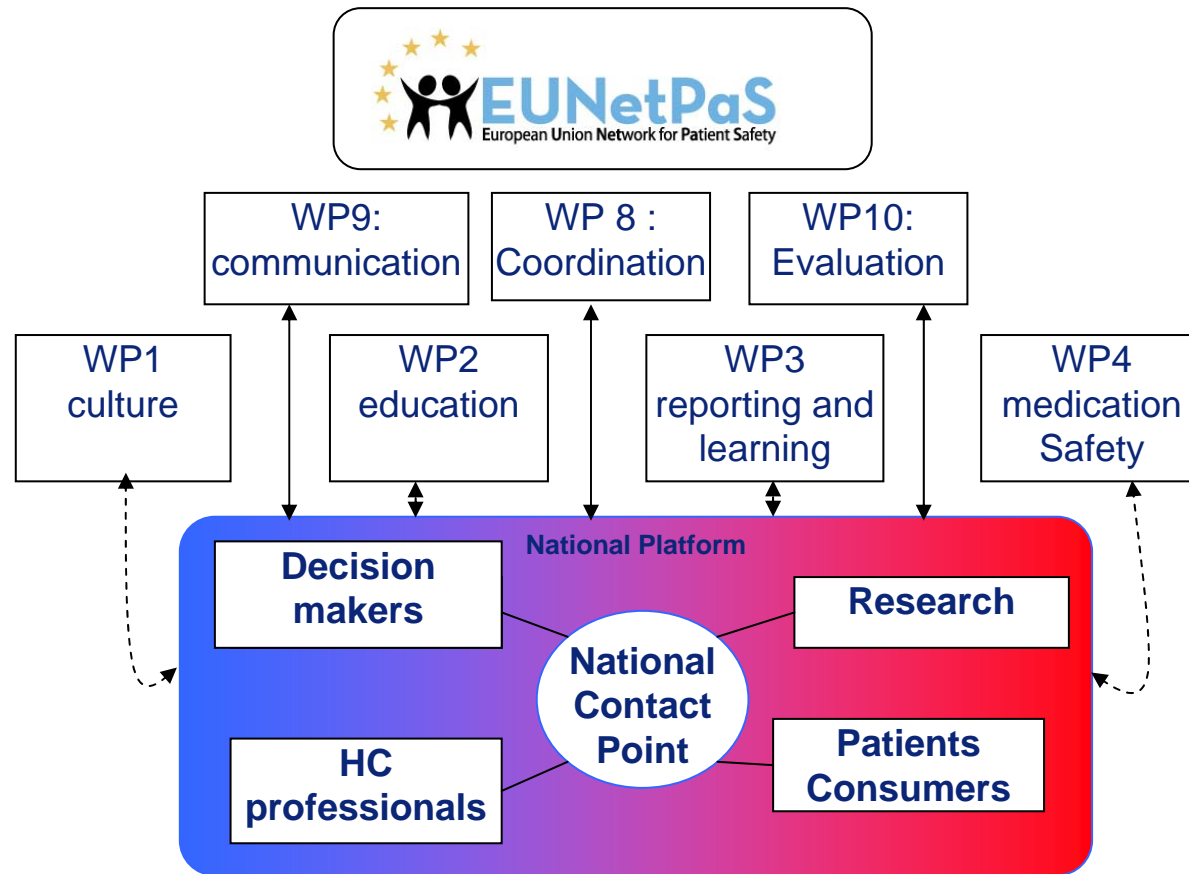 EUNetPaS
European Union Network for Patient Safety
WP9:
communication
WP 8 :
Coordination
WP10:
Evaluation
WP1
culture
WP2
education
WP3
reporting and
learning
WP4
medication
Safety
National Platform
Decision
makers
Research
National
Contact
Point
HC
professionals
Patients
Consumers